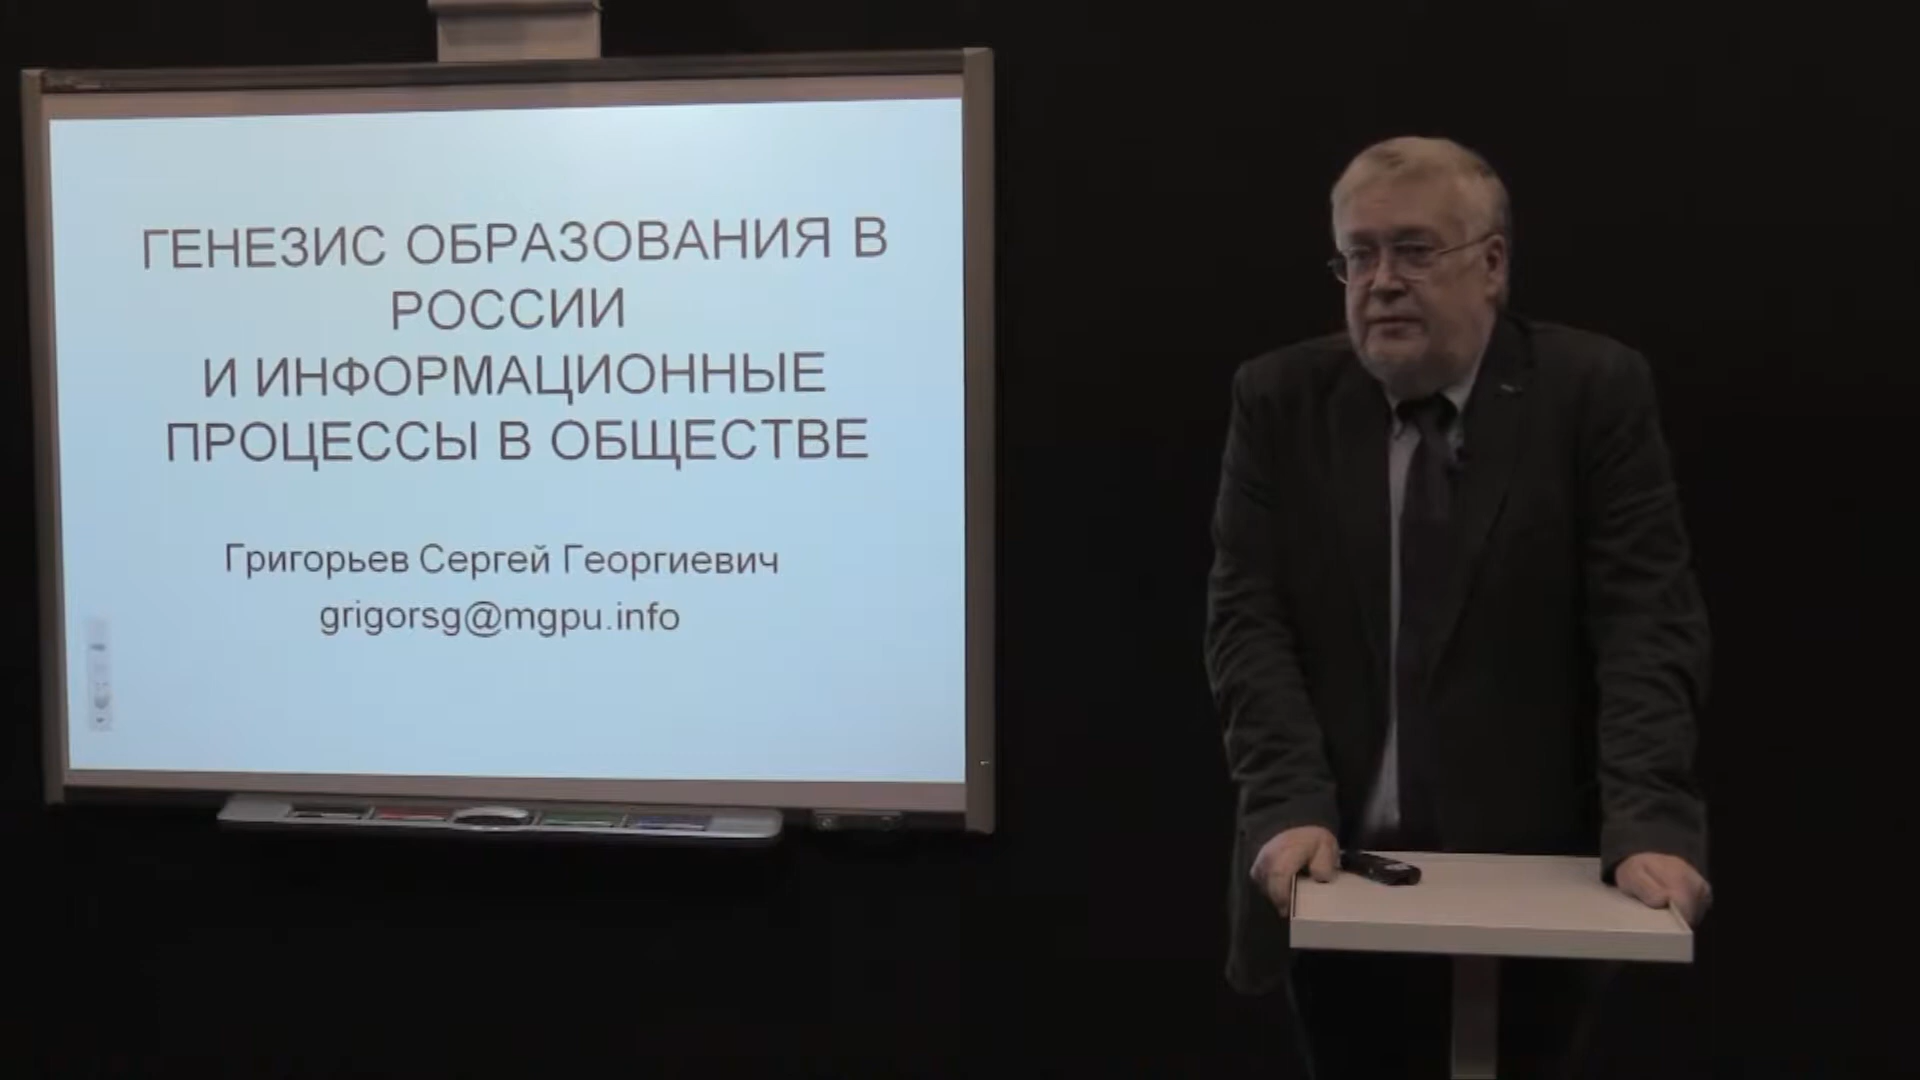 ГЕНЕЗИС ОБРАЗОВАНИЯ В
РОССИИ
И ИНФОРМАЦИОННЫЕ
ПРОЦЕССЫ В ОБЩЕСТВЕ
Григорьев Сергей Георгиевич
grigorsg@mgpu.info